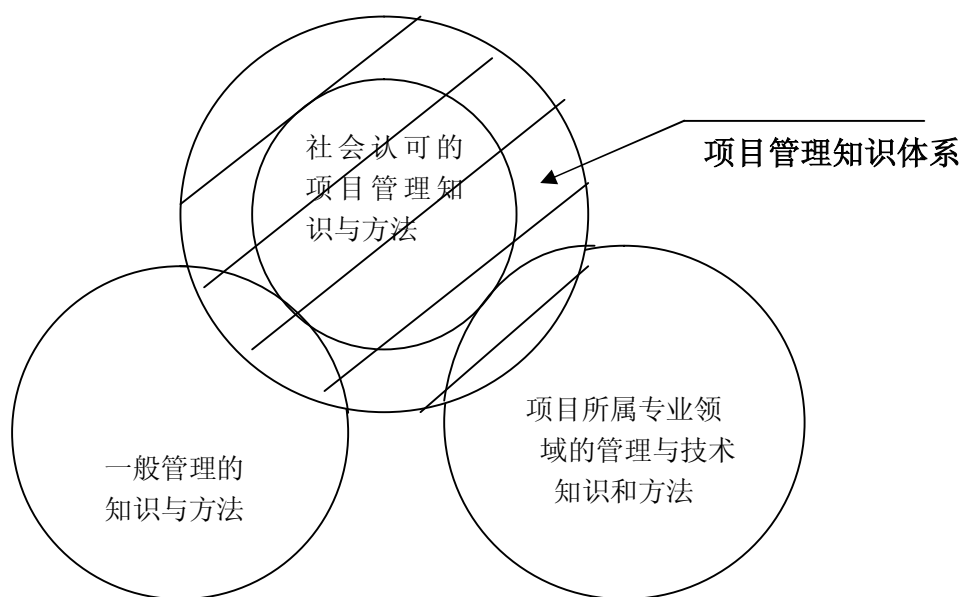 社会认可的
项目管理知
识与方法
项目管理知识体系
一般管理的
知识与方法
项目所属专业领
域的管理与技术
知识和方法